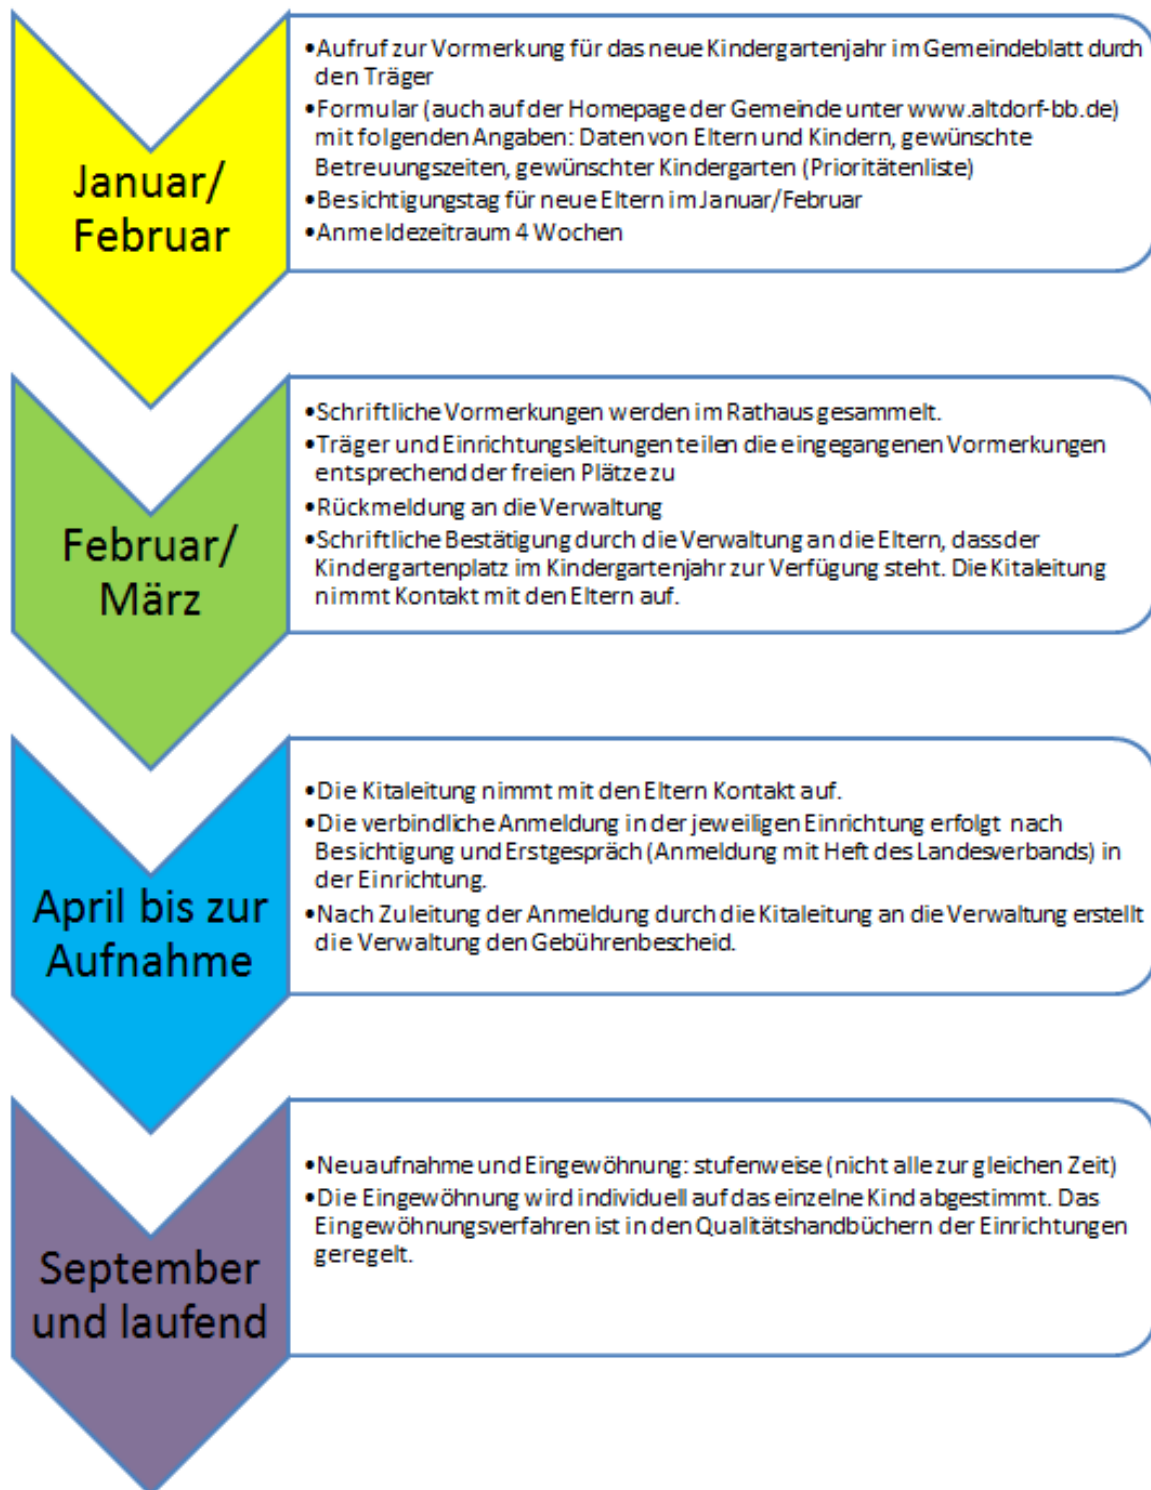 Januar/
Februar
•Aufruf zur Vormerkung für das neue Kindergartenjahr im Gemeindeblatt durch
den Träger
•Formular (auch auf der Homepage der Gemeinde unter www.altdorf-bb.de)
mit folgenden Angaben: Daten von Eltern und Kindern, gewünschte
Betreuungszeiten, gewünschter Kindergarten (Prioritätenliste)
•Besichtigungstag für neue Eltern im Januar/Februar
•Anmeldezeitraum 4 Wochen
Februar/
März
•Schriftliche Vormerkungen werden im Rathaus gesammelt.
•Träger und Einrichtungsleitungen teilen die eingegangenen Vormerkungen
entsprechend der freien Plätze zu
•Rückmeldung an die Verwaltung
•Schriftliche Bestätigung durch die Verwaltung an die Eltern, dass der
Kindergartenplatz im Kindergartenjahr zur Verfügung steht. Die Kitaleitung
nimmt Kontakt mit den Eltern auf.
April bis zur
Aufnahme
•Die Kitaleitung nimmt mit den Eltern Kontakt auf.
•Die verbindliche Anmeldung in der jeweiligen Einrichtung erfolgt nach
Besichtigung und Erstgespräch (Anmeldung mit Heft des Landesverbands) in
der Einrichtung.
•Nach Zuleitung der Anmeldung durch die Kitaleitung an die Verwaltung erstellt
die Verwaltung den Gebührenbescheid.
September
und laufend
•Neuaufnahme und Eingewöhnung: stufenweise (nicht alle zur gleichen Zeit)
•Die Eingewöhnung wird individuell auf das einzelne Kind abgestimmt. Das
Eingewöhnungsverfahren ist in den Qualitätshandbüchern der Einrichtungen
geregelt.